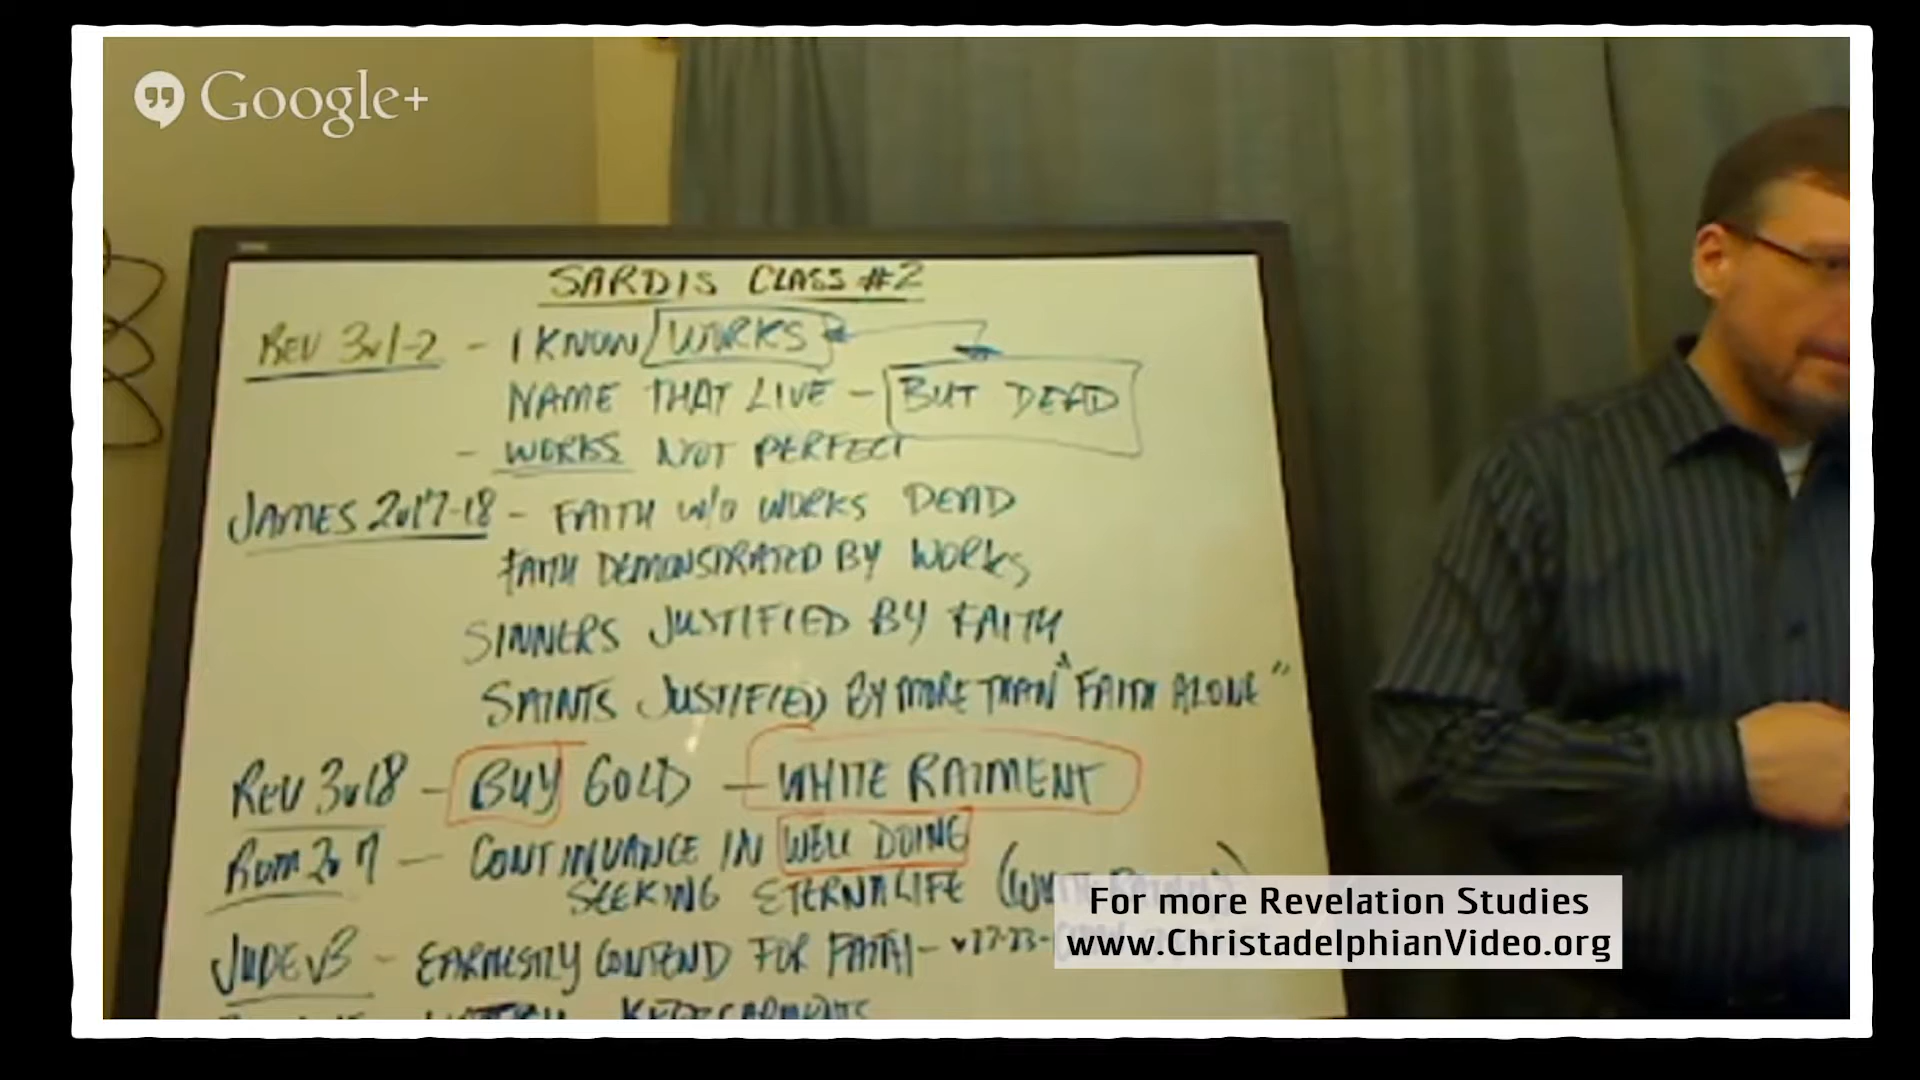 Google+
SARDIS CLASS #2
REV 3v1-2 - I KNOW WORKS
NAME THAT LIVE - BUT DEAD
- WORKS NOT PERFECT
JAMES 2v17-18 - FAITH W/O WORKS DEAD
FAITH DEMONSTRATED BY WORKS
SINNERS JUSTIFIED BY FAITH
SAINTS JUSTIFIED BY MORE THAN "FAITH ALONE"
REV 3v18 - BUY GOLD - WHITE RAIMENT
ROM 2v7 - CONTINUANCE IN WELL DOING
SEEKING ETERNAL LIFE
JUDE v3 - EARNESTLY CONTEND FOR FAITH -
For more Revelation Studies
www.ChristadelphianVideo.org